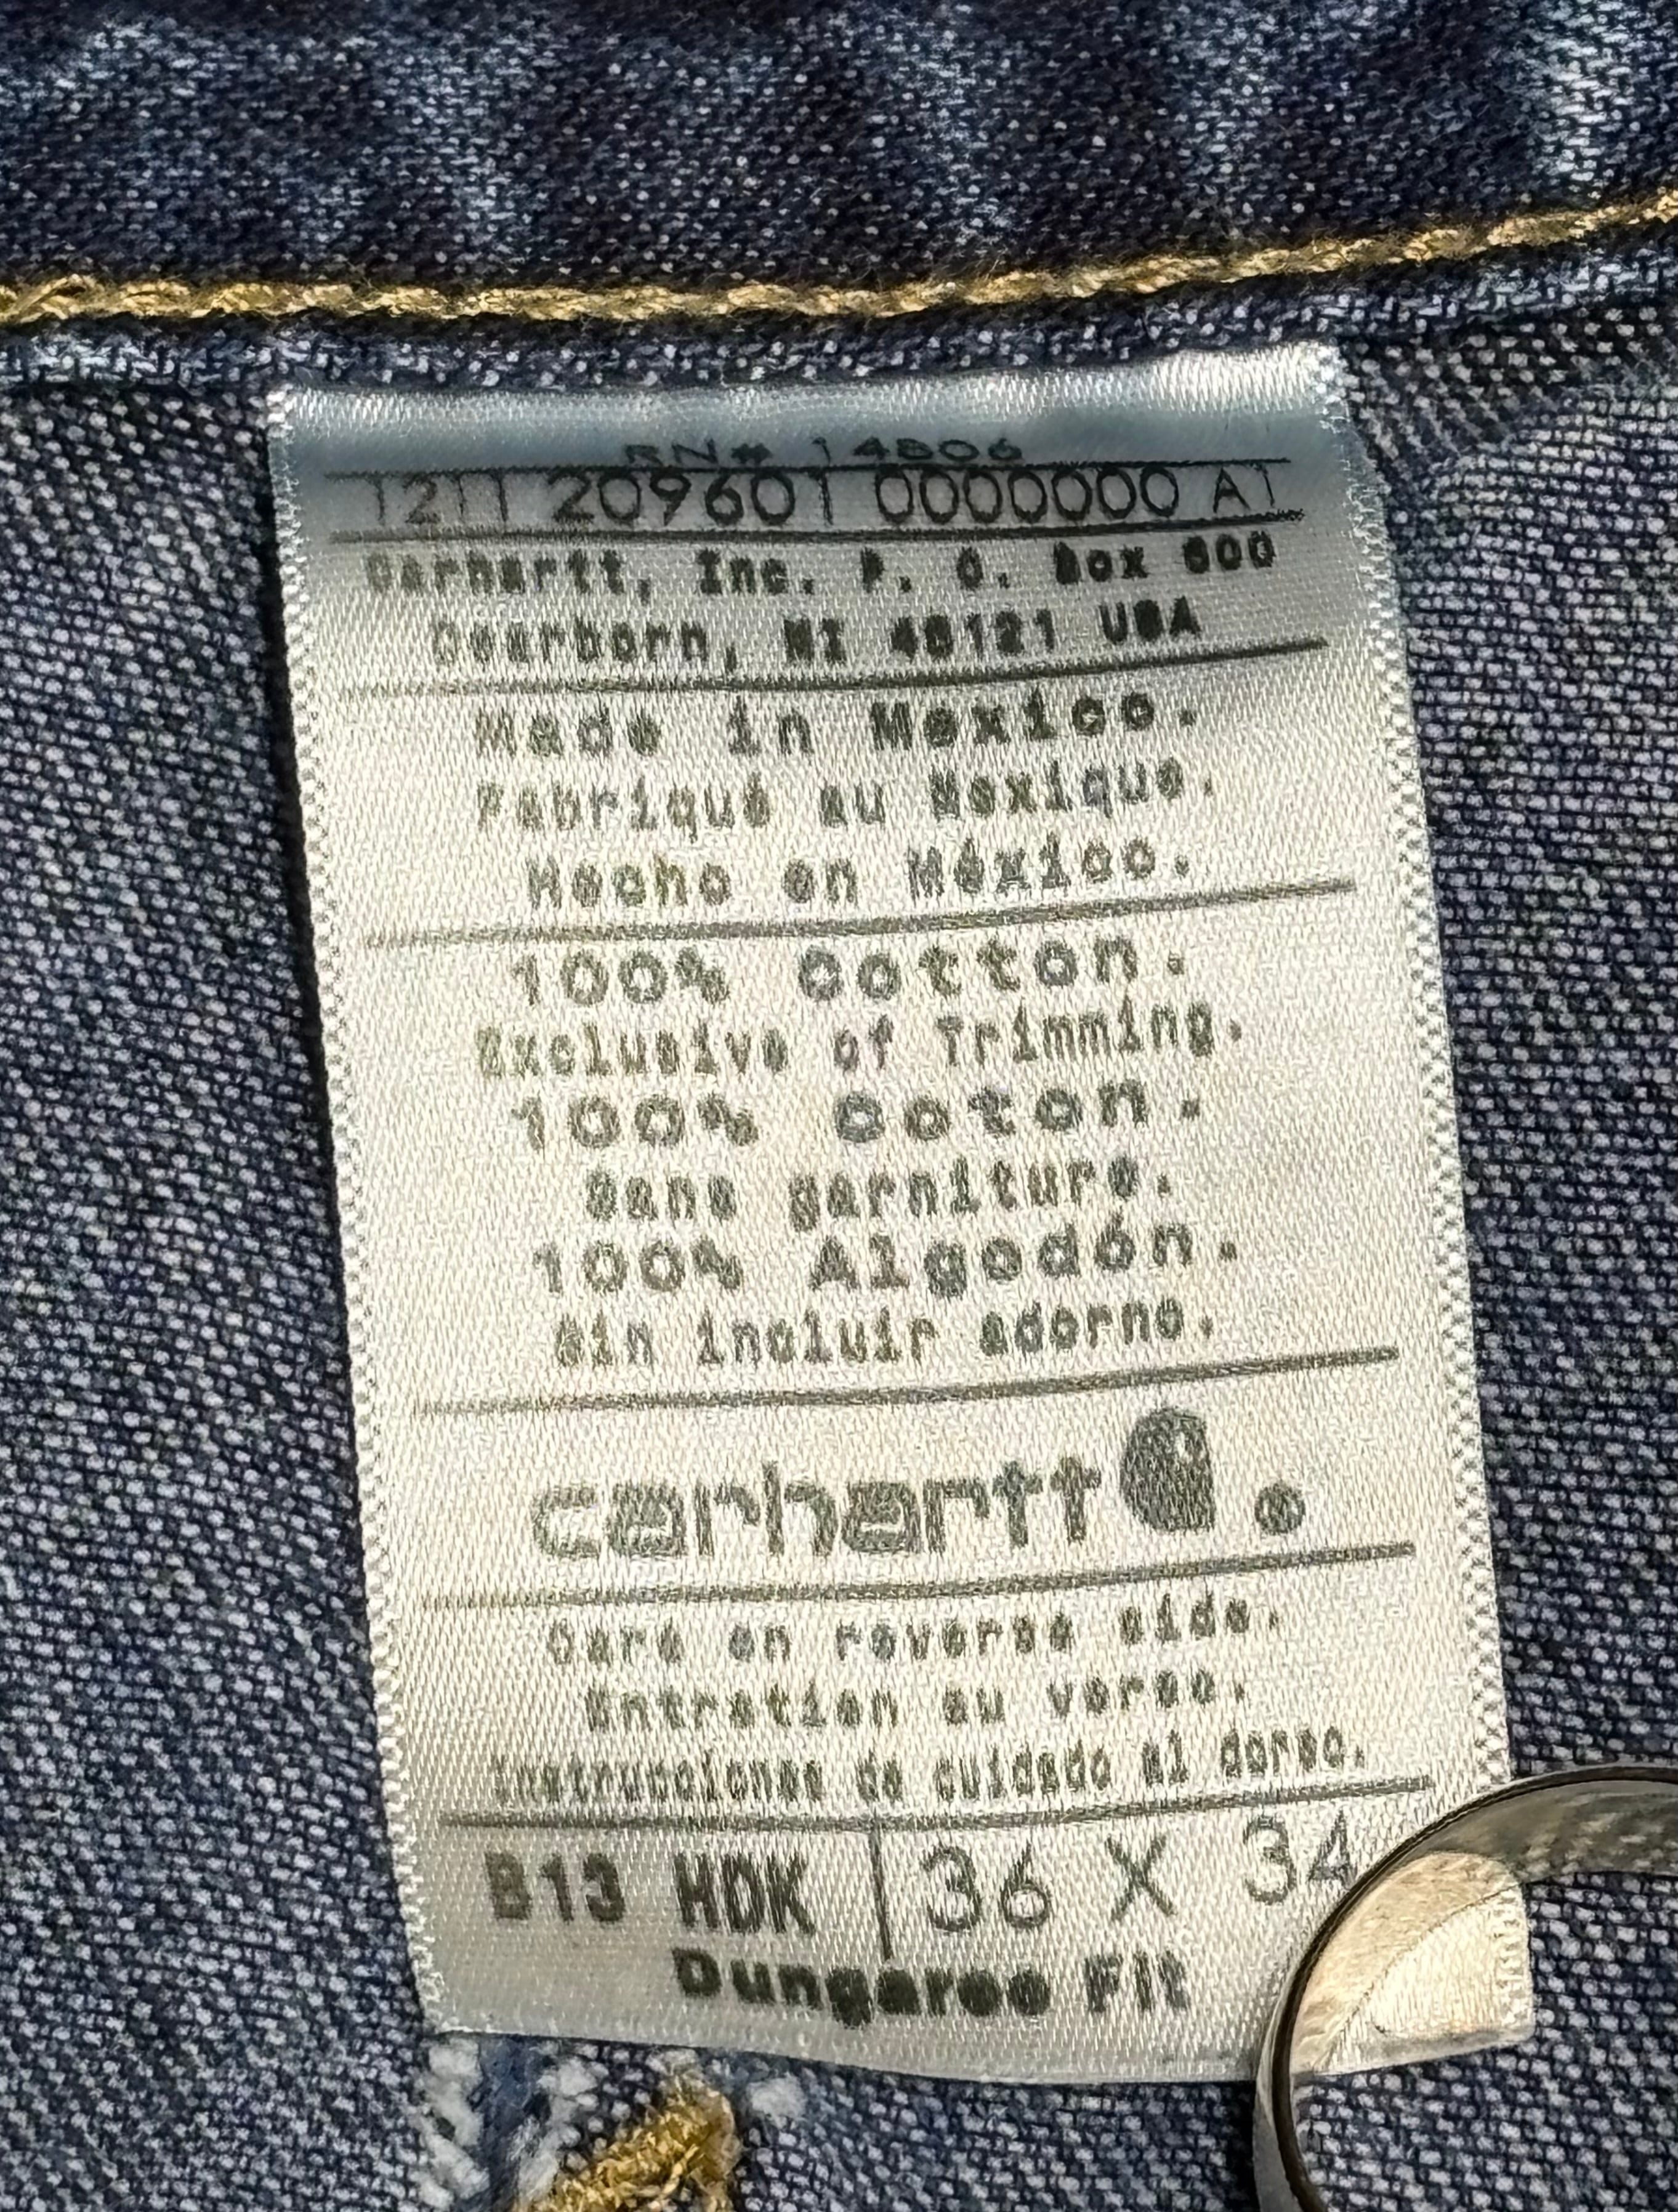 RN# 14806
1211 209601 0000000 A1
Carhartt, Inc. P. O. Box 600
Dearborn, MI 48121 USA
Made in Mexico.
Fabriqué au Mexique.
Hecho en México.
100% Cotton.
Exclusive of Trimming.
100% Coton.
Sans garniture.
100% Algodón.
Sin incluir adorno.
carhartt ®
Care on reverse side.
Entretien au verso.
Instrucciones de cuidado al dorso.
B13 HDK | 36 X 34
Dungaree Fit